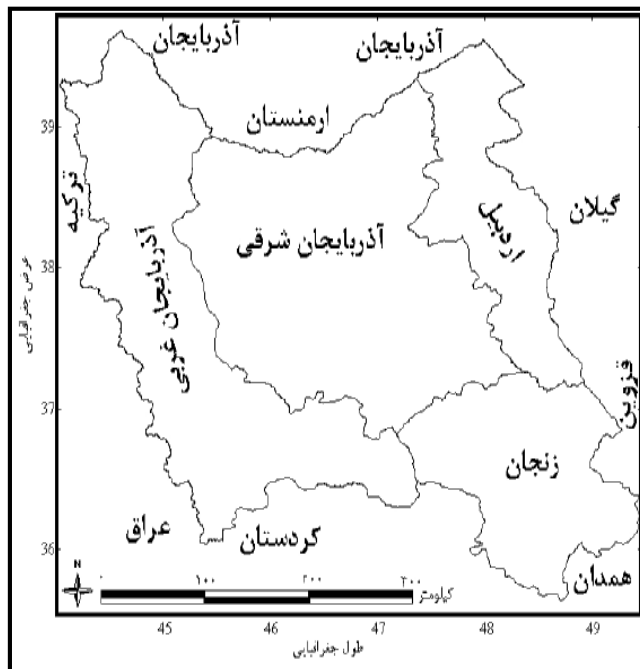 آذربایجان
آذربایجان
ارمنستان
39
ترکیه
گیلان
اردبیل
آذربایجان شرقی
38
عرض جغرافیایی
آذربایجان غربی
قزوین
37
زنجان
36
عراق
کردستان
همدان
N
۰ ۱۰۰ ۲۰۰ ۳۰۰
کیلومتر
45 46 47 48 49
طول جغرافیایی